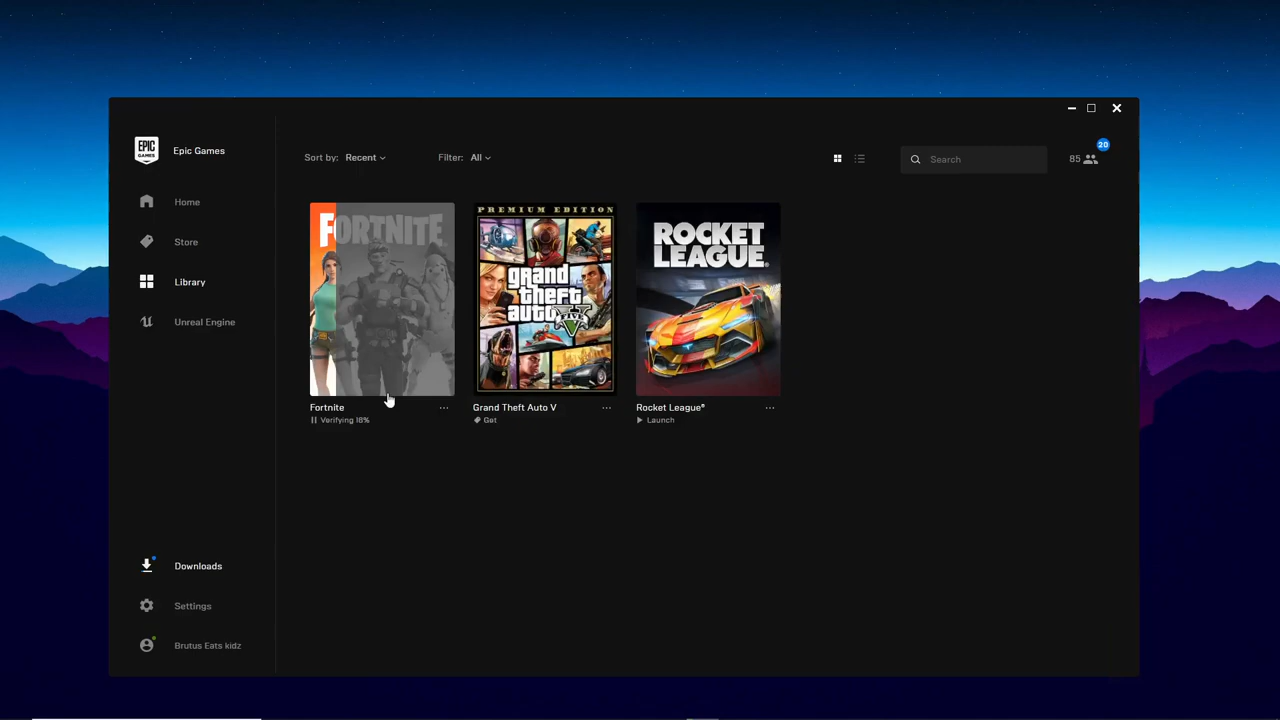 EPIC
GAMES
Epic Games
Home
Store
Library
Unreal Engine
Downloads
Settings
Brutus Eats kidz
Sort by: Recent
Filter: All
Search
85
20
FORTNITE
PREMIUM EDITION
grand
theft
auto V
FIVE
ROCKET
LEAGUE®
Fortnite ...
Verifying 18%
Grand Theft Auto V ...
Get
Rocket League® ...
Launch